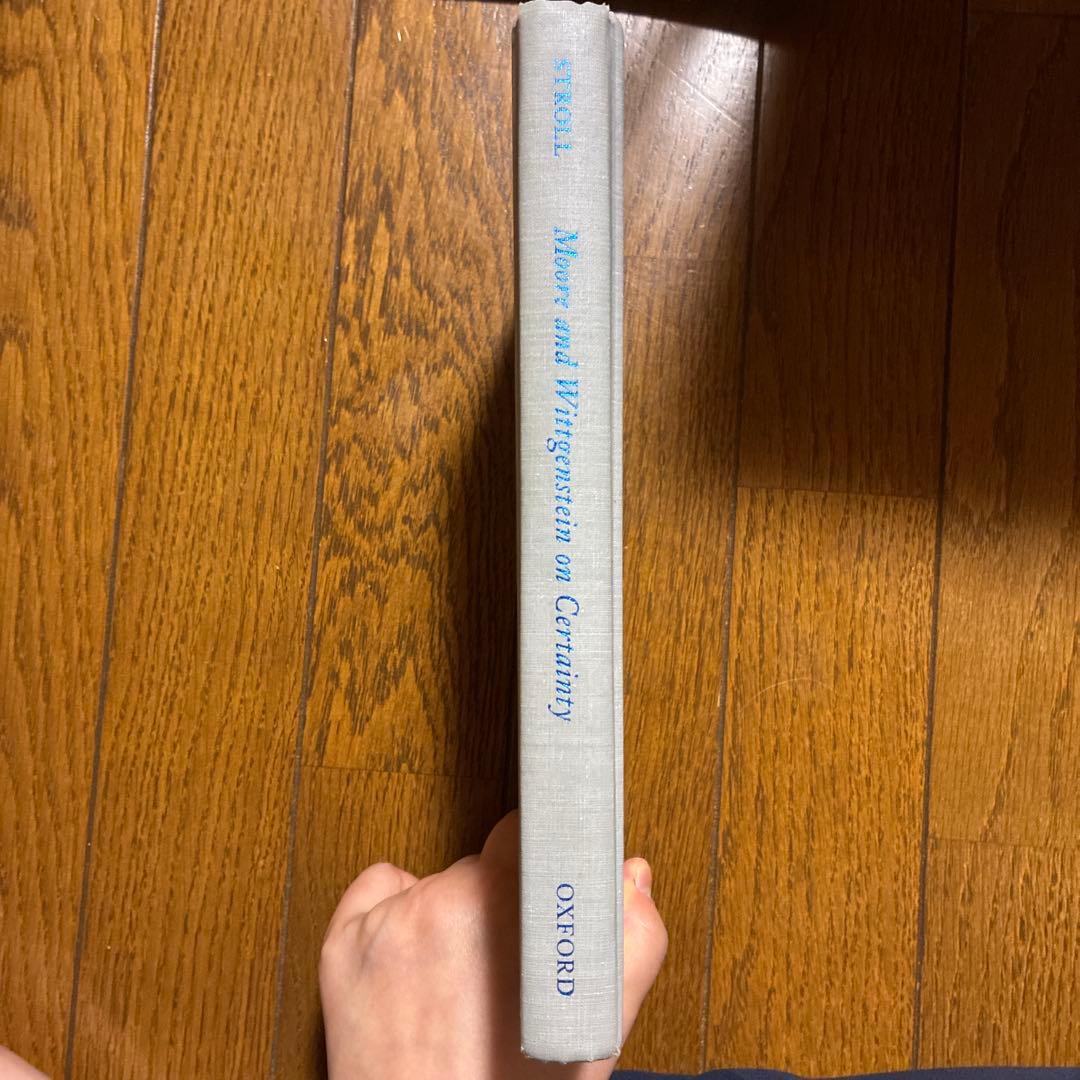 STROLL
Moore and Wittgenstein on Certainty
OXFORD